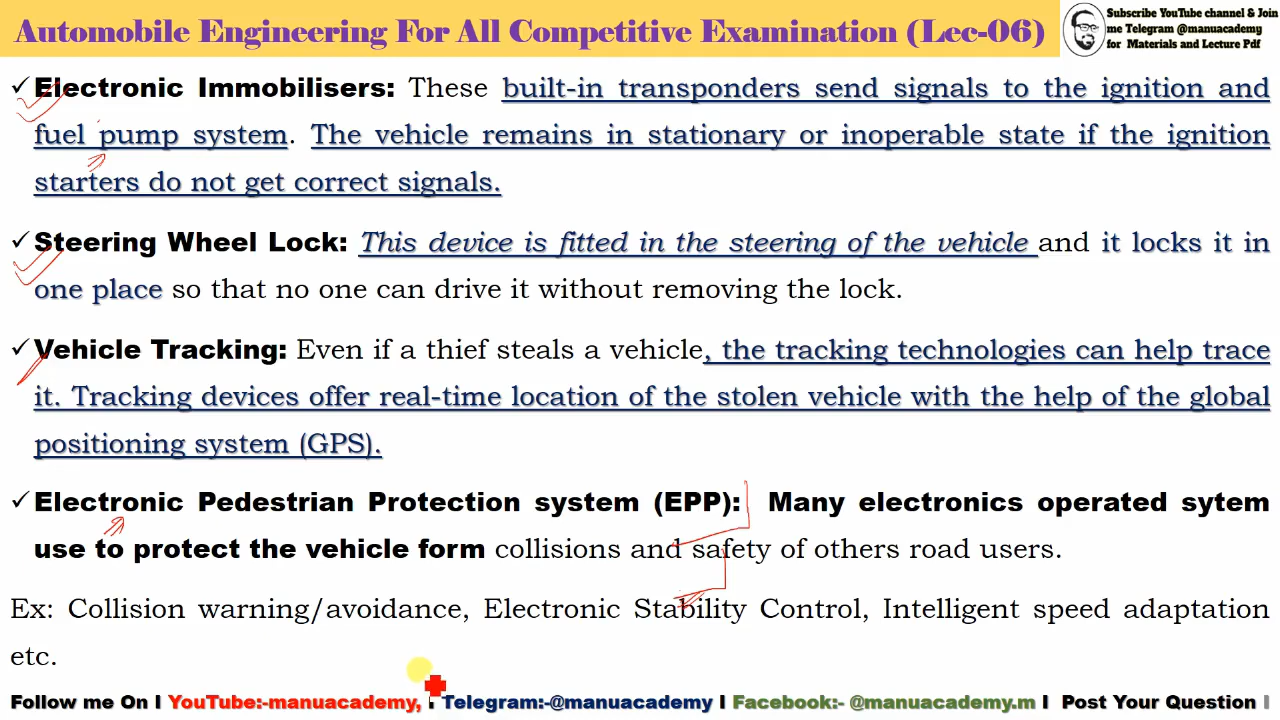 Automobile Engineering For All Competitive Examination (Lec-06)
Subscribe YouTube channel & Join
me Telegram @manuacademy
for Materials and Lecture Pdf
✓ Electronic Immobilisers: These built-in transponders send signals to the ignition and
fuel pump system. The vehicle remains in stationary or inoperable state if the ignition
starters do not get correct signals.
✓ Steering Wheel Lock: This device is fitted in the steering of the vehicle and it locks it in
one place so that no one can drive it without removing the lock.
✓ Vehicle Tracking: Even if a thief steals a vehicle, the tracking technologies can help trace
it. Tracking devices offer real-time location of the stolen vehicle with the help of the global
positioning system (GPS).
✓ Electronic Pedestrian Protection system (EPP): Many electronics operated sytem
use to protect the vehicle form collisions and safety of others road users.
Ex: Collision warning/avoidance, Electronic Stability Control, Intelligent speed adaptation
etc.
Follow me On I YouTube:-manuacademy, I Telegram:-@manuacademy I Facebook:- @manuacademy.m I Post Your Question I